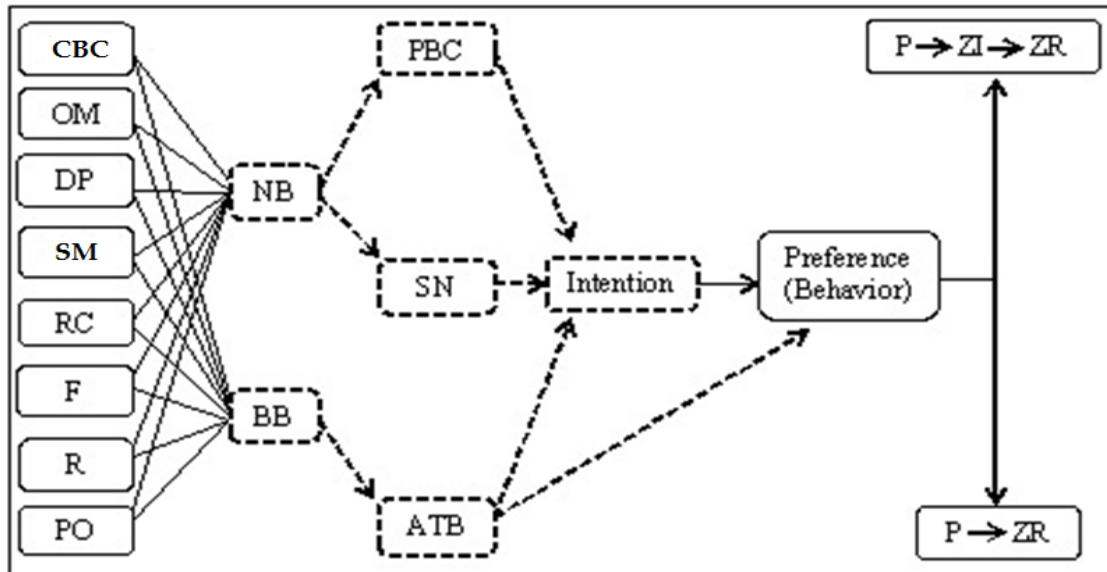 CBC
OM
DP
SM
RC
F
R
PO
NB
BB
PBC
SN
ATB
Intention
Preference
(Behavior)
P → ZI → ZR
P → ZR